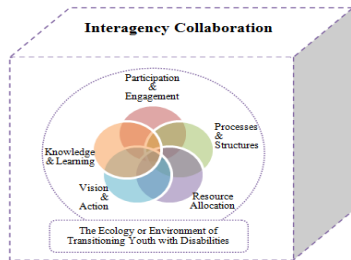 Interagency Collaboration
Participation
&
Engagement
Processes
& Structures
Knowledge
& Learning
Vision
&
Action
Resource
Allocation
The Ecology or Environment of
Transitioning Youth with Disabilities